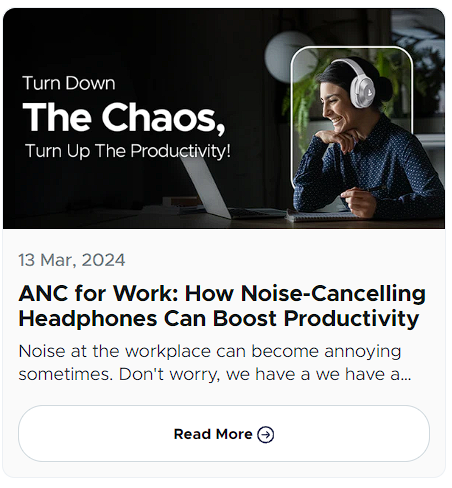 Turn Down
The Chaos,
Turn Up The Productivity!
13 Mar, 2024
ANC for Work: How Noise-Cancelling
Headphones Can Boost Productivity
Noise at the workplace can become annoying
sometimes. Don't worry, we have a we have a...
Read More